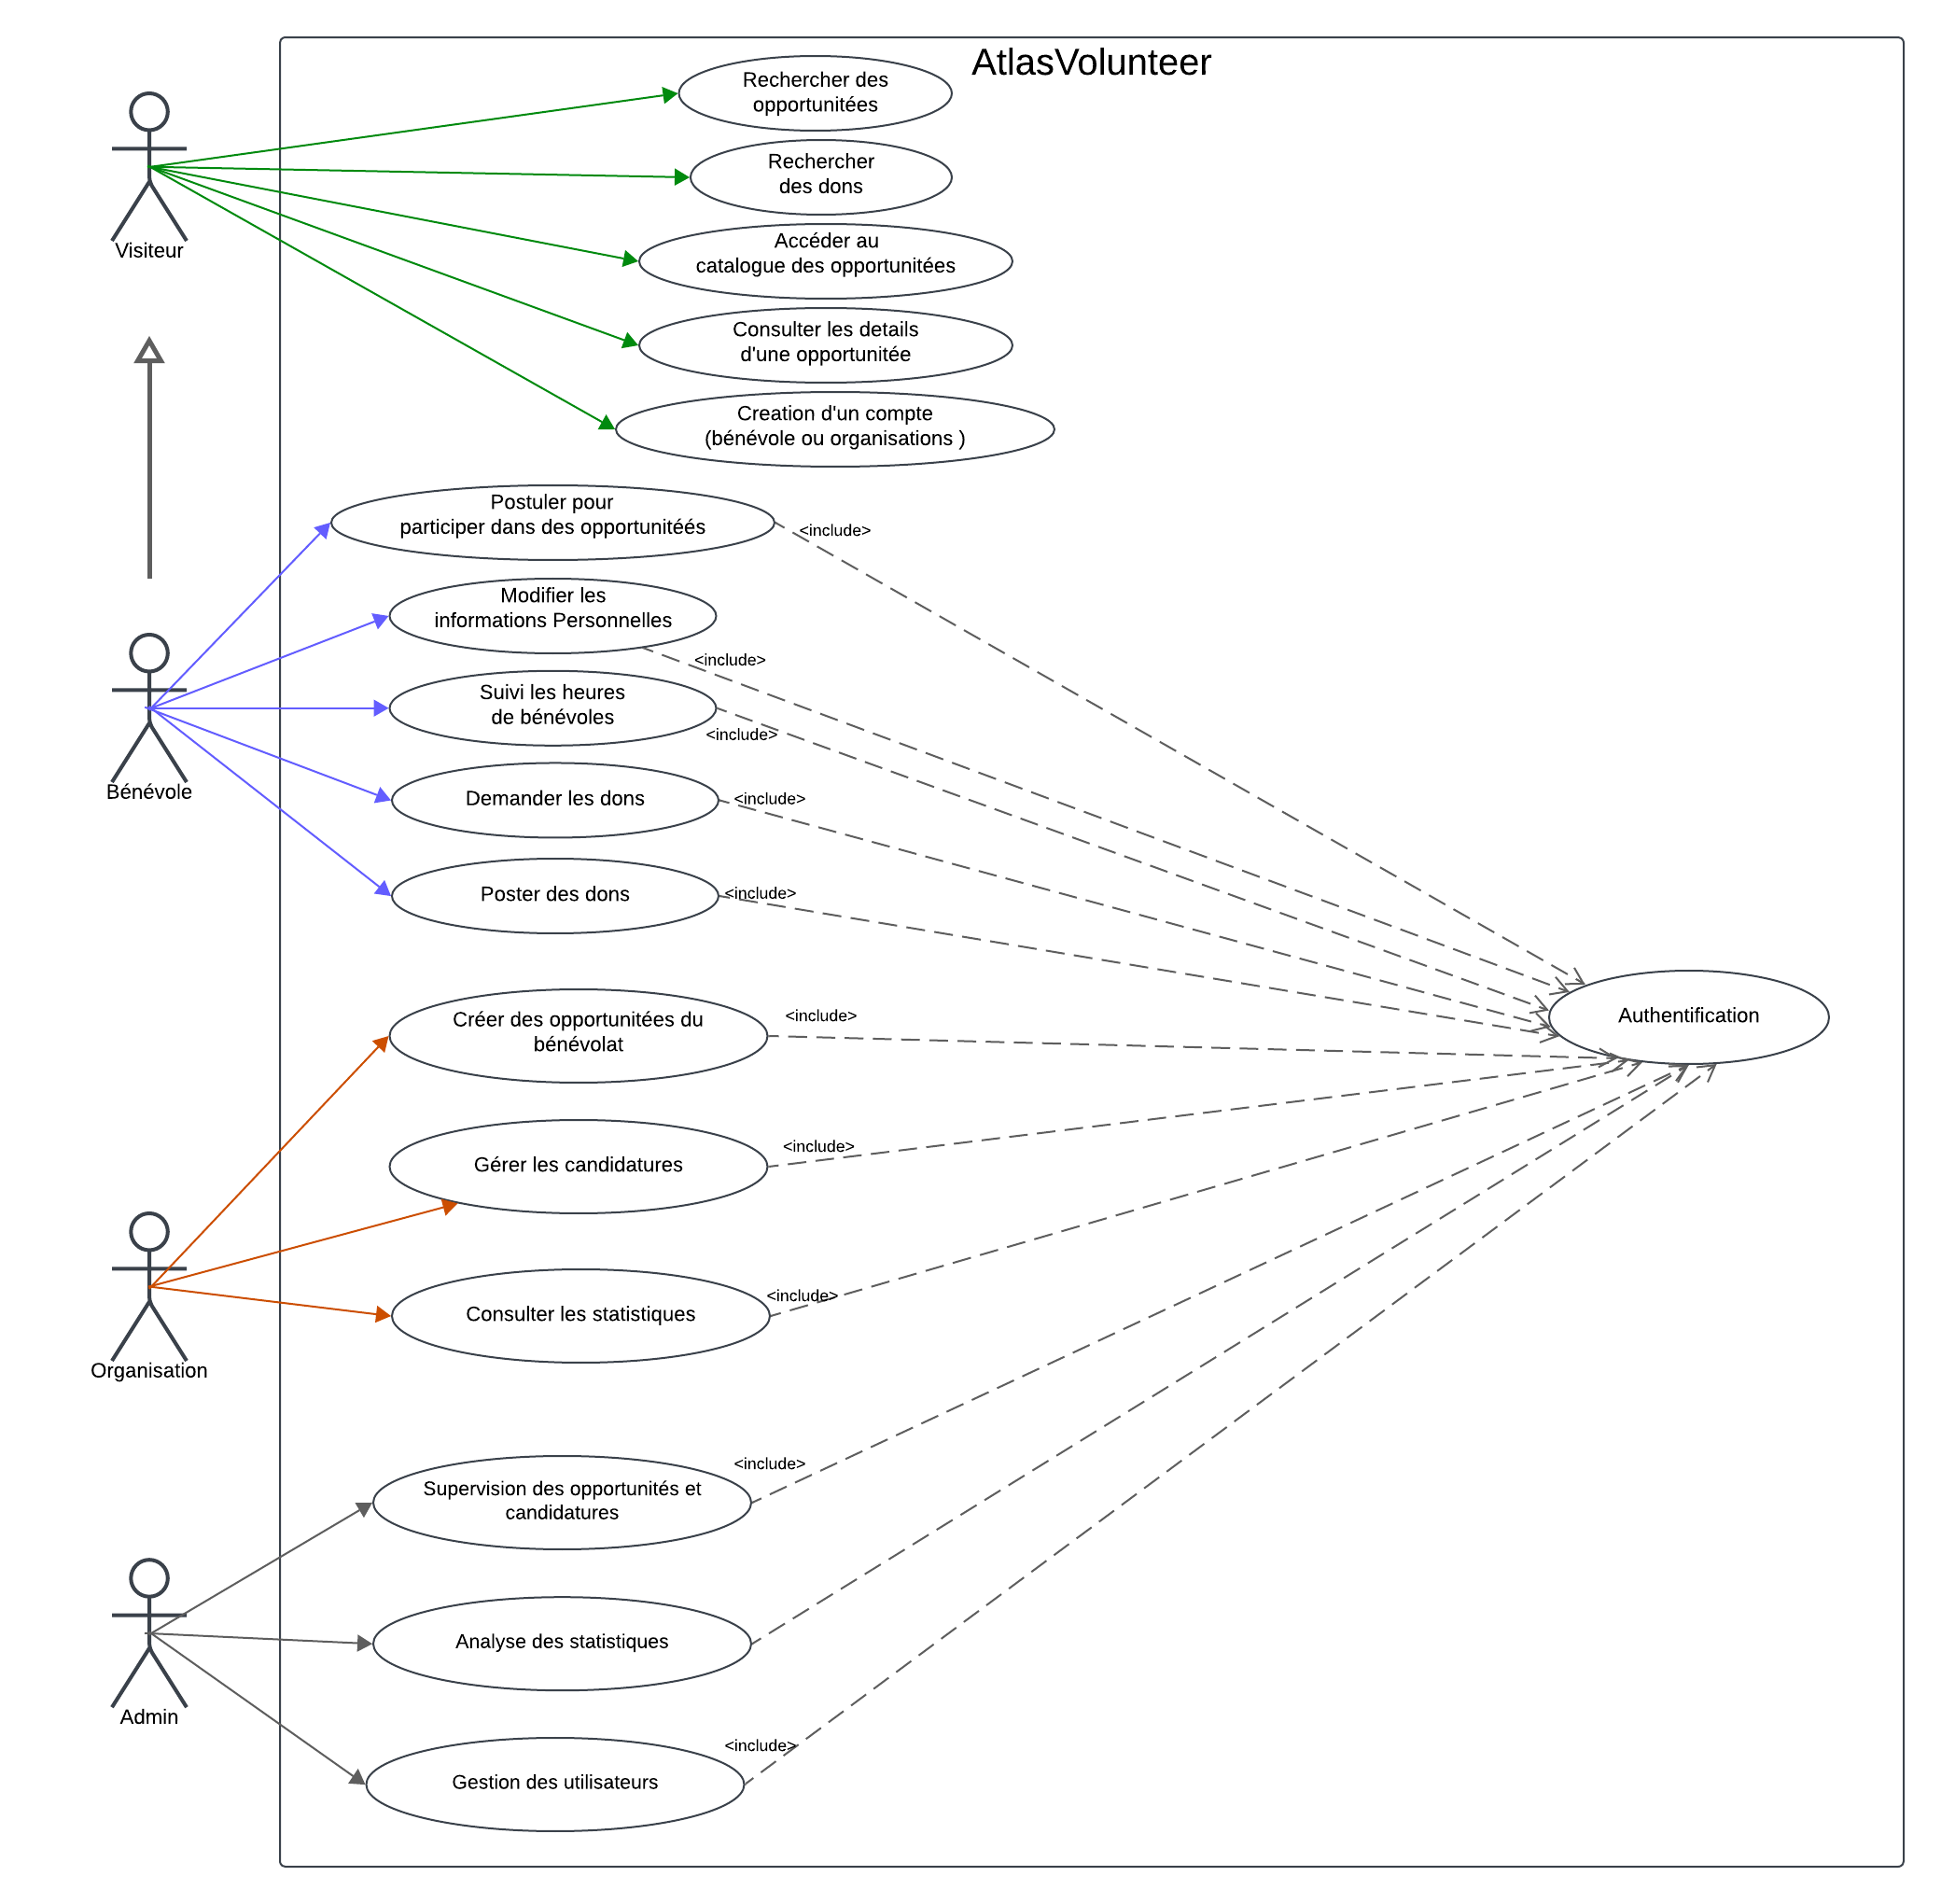 AtlasVolunteer
Rechercher des
opportunitées
Rechercher
des dons
Visiteur
Accéder au
catalogue des opportunitées
Consulter les details
d'une opportunitée
Creation d'un compte
(bénévole ou organisations )
Postuler pour
participer dans des opportunitéés
<include>
Modifier les
informations Personnelles
<include>
Suivi les heures
de bénévoles
<include>
Bénévole
Demander les dons
<include>
Poster des dons
<include>
Créer des opportunitées du
bénévolat
<include>
Authentification
Gérer les candidatures
<include>
Consulter les statistiques
<include>
Organisation
Supervision des opportunités et
candidatures
<include>
Analyse des statistiques
Admin
Gestion des utilisateurs
<include>